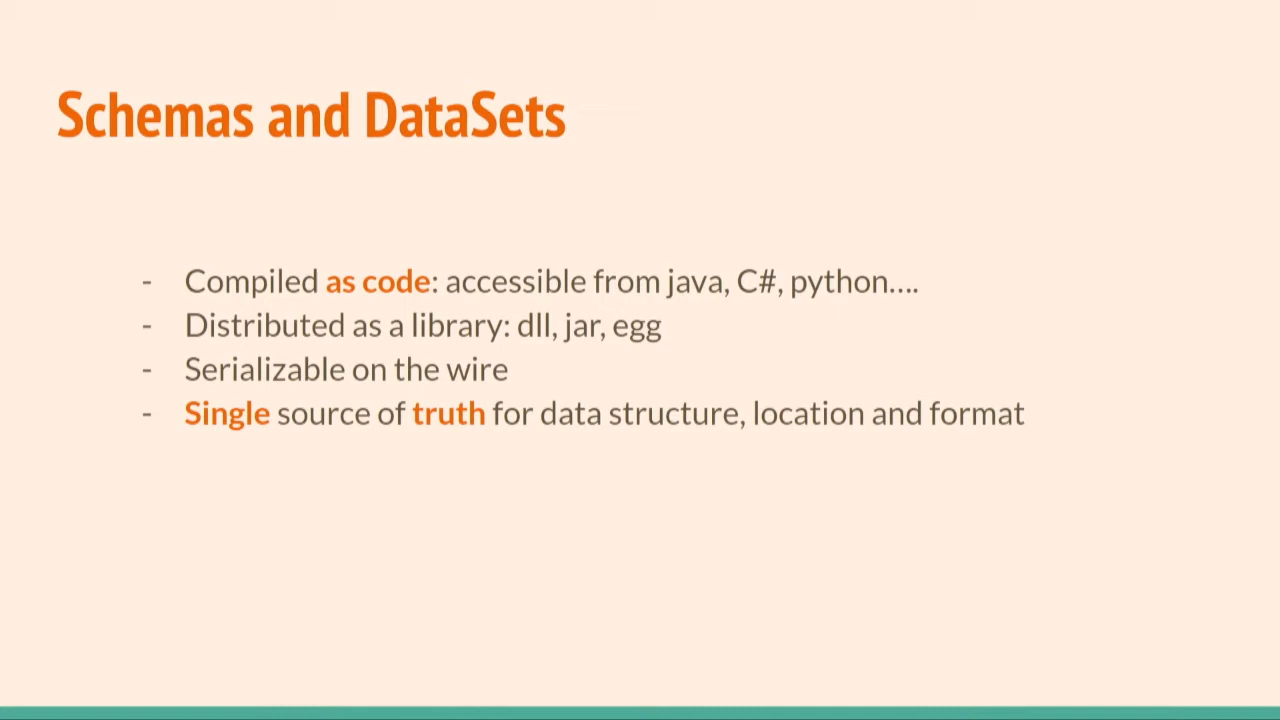 Schemas and DataSets
- Compiled as code: accessible from java, C#, python....
- Distributed as a library: dll, jar, egg
- Serializable on the wire
- Single source of truth for data structure, location and format